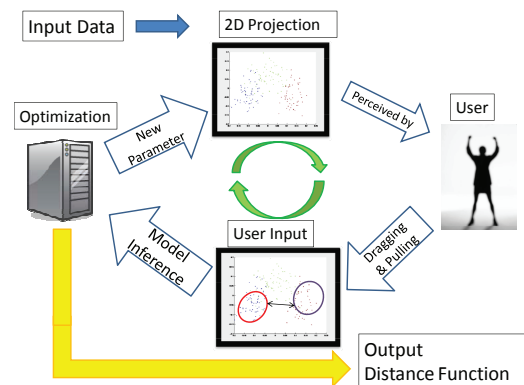 Input Data
2D Projection
Optimization
New
Parameter
Perceived by
User
User Input
Model
Inference
Dragging
& Pulling
Output
Distance Function